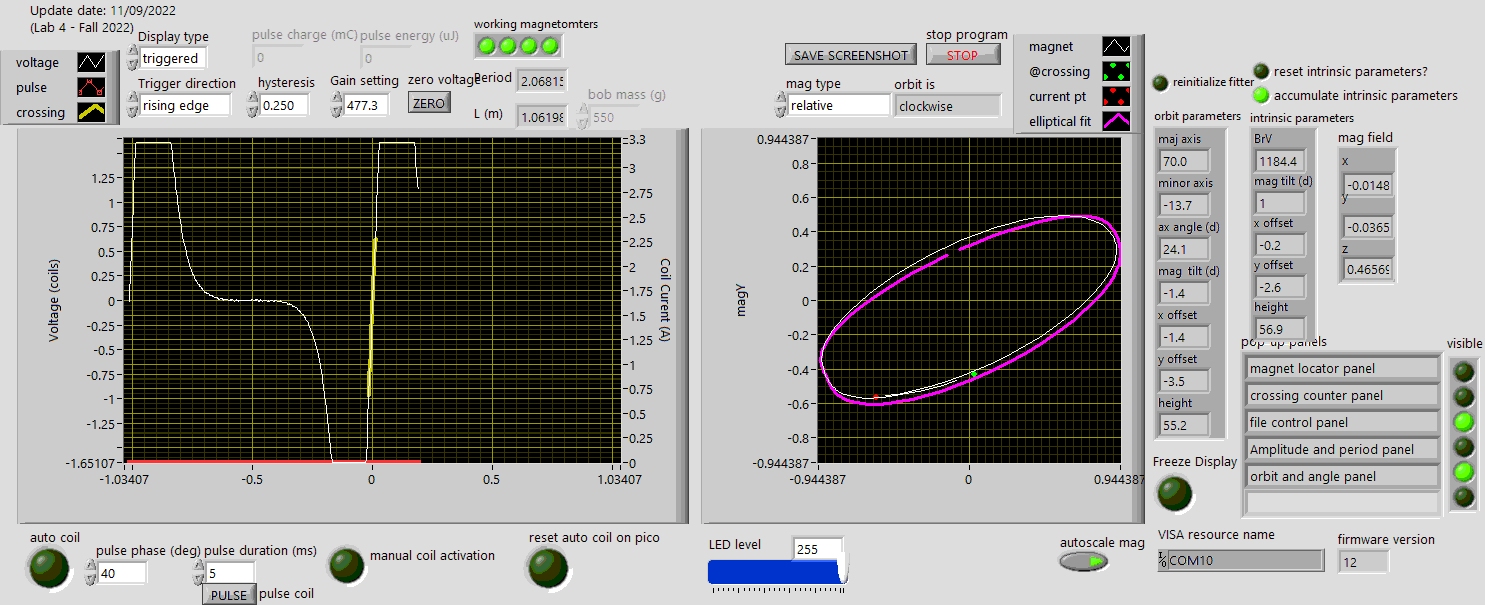 Update date: 11/09/2022
(Lab 4 - Fall 2022)
voltage
pulse
crossing
Display type
triggered
Trigger direction
rising edge
pulse charge (mC)
0
pulse energy (uJ)
0
hysteresis
0.250
Gain setting
477.3
zero voltage
ZERO
working magnetomters
Period
2.0681
L (m)
1.0619
bob mass (g)
550
SAVE SCREENSHOT
stop program
STOP
mag type
relative
orbit is
clockwise
magnet
@crossing
current pt
elliptical fit
reinitialize fitter
reset intrinsic parameters?
accumulate intrinsic parameters
Voltage (coils)
1.25
1
0.75
0.5
0.25
0
-0.25
-0.5
-0.75
-1
-1.25
-1.65107
-1.03407
-0.5
0
0.5
1.03407
3.3
3
2.75
2.5
2.25
2
1.75
1.5
1.25
1
0.75
0.5
0.25
0
Coil Curent (A)
magY
0.944387
0.8
0.6
0.4
0.2
0
-0.2
-0.4
-0.6
-0.8
-0.944387
-0.944387
0
0.944387
orbit parameters
maj axis
70.0
minor axis
-13.7
ax angle (d)
24.1
mag tilt (d)
-1.4
x offset
-1.4
y offset
-3.5
height
55.2
intrinsic parameters
BrV
1184.4
mag tilt (d)
1
x offset
-0.2
y offset
-2.6
height
56.9
mag field
x
-0.0148
y
-0.0365
z
0.4656
pop-up panels
visible
magnet locator panel
crossing counter panel
file control panel
Amplitude and period panel
orbit and angle panel
Freeze Display
auto coil
pulse phase (deg)
40
pulse duration (ms)
5
PULSE
pulse coil
manual coil activation
reset auto coil on pico
LED level
255
autoscale mag
VISA resource name
COM10
firmware version
12